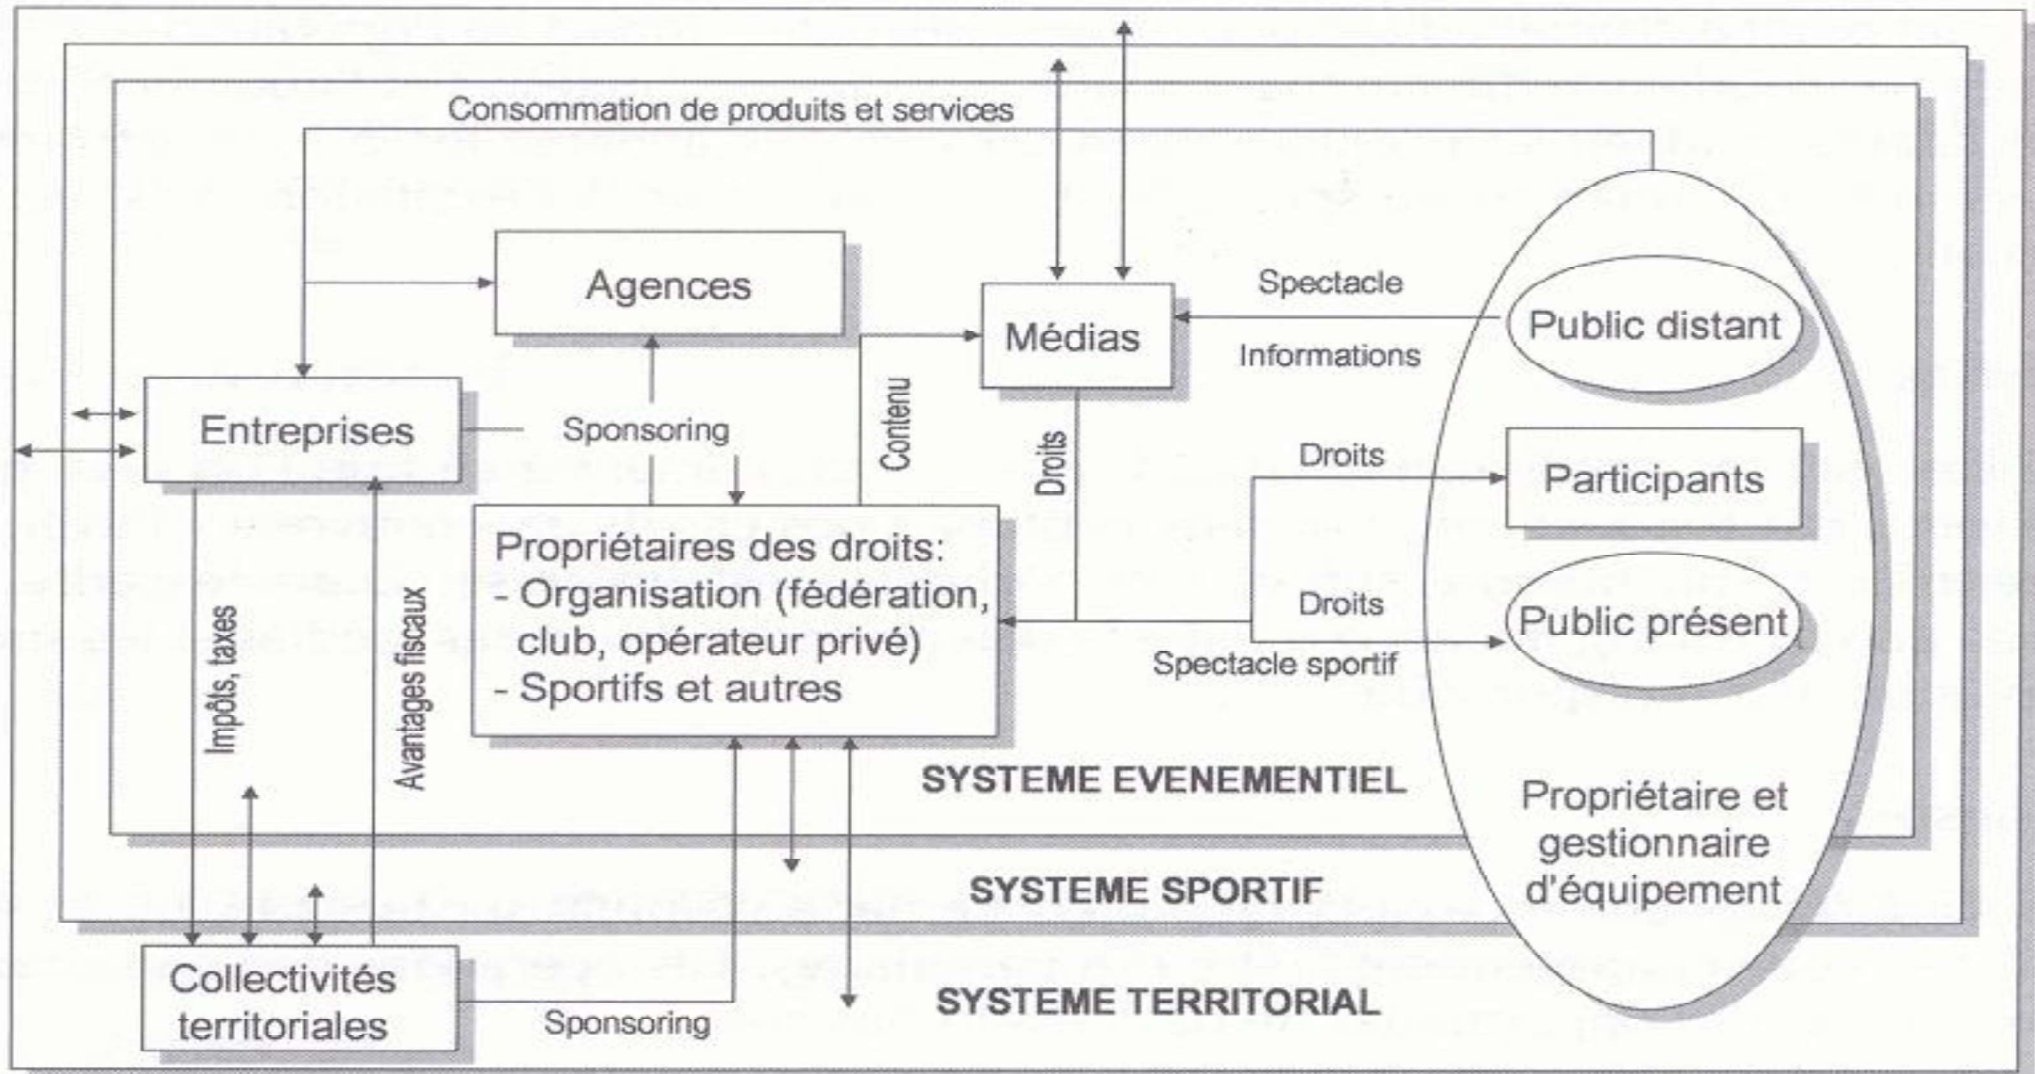 Consommation de produits et services
Agences
Spectacle
Médias
Public distant
Informations
Entreprises
Sponsoring
Contenu
Droits
Droits
Participants
Propriétaires des droits:
- Organisation (fédération,
club, opérateur privé)
- Sportifs et autres
Droits
Public présent
Spectacle sportif
Impôts, taxes
Avantages fiscaux
SYSTEME EVENEMENTIEL
Propriétaire et
gestionnaire
d'équipement
SYSTEME SPORTIF
Collectivités
territoriales
Sponsoring
SYSTEME TERRITORIAL